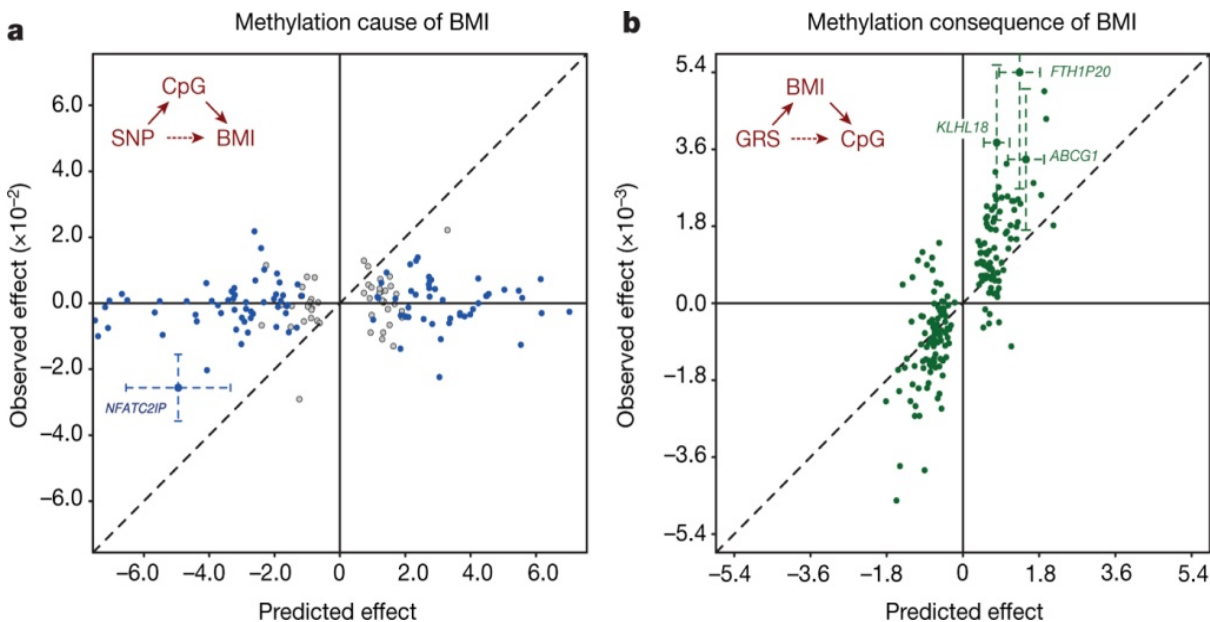 a
Methylation cause of BMI
CpG
SNP
BMI
NFATC2IP
6.0
4.0
2.0
0.0
−2.0
−4.0
−6.0
Observed effect (×10−2)
−6.0 −4.0 −2.0 0 2.0 4.0 6.0
Predicted effect
b
Methylation consequence of BMI
BMI
GRS
CpG
FTH1P20
KLHL18
ABCG1
5.4
3.6
1.8
0.0
−1.8
−3.6
−5.4
Observed effect (×10−3)
−5.4 −3.6 −1.8 0 1.8 3.6 5.4
Predicted effect